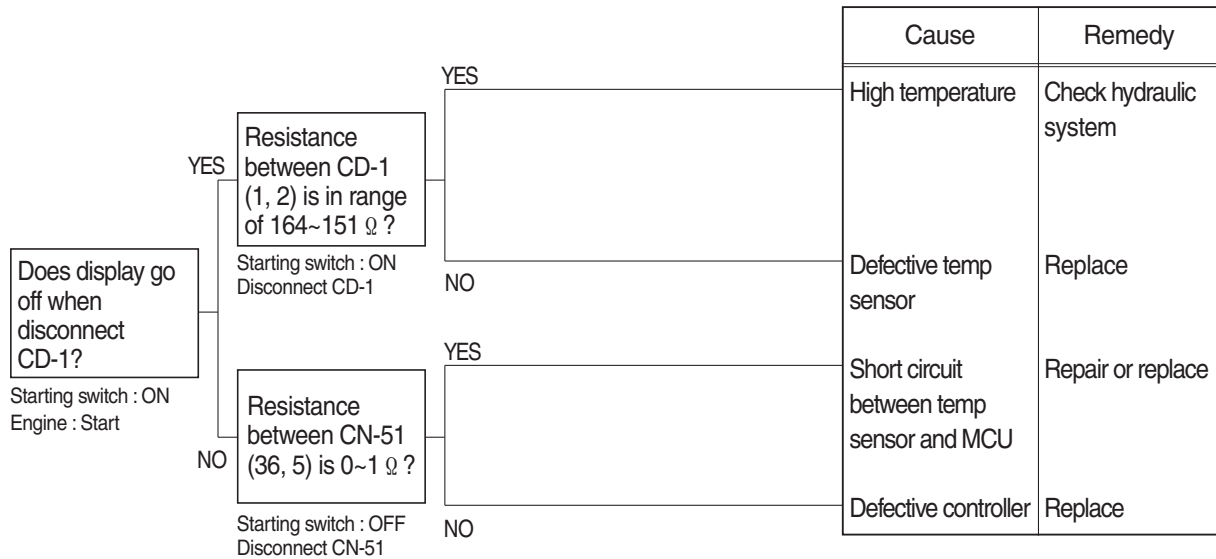 Does display go
off when
disconnect
CD-1?
Starting switch : ON
Engine : Start
YES
Resistance
between CD-1
(1, 2) is in range
of 164~151 Ω ?
Starting switch : ON
Disconnect CD-1
NO
Resistance
between CN-51
(36, 5) is 0~1 Ω ?
Starting switch : OFF
Disconnect CN-51
YES
NO
YES
NO
Cause Remedy
High temperature Check hydraulic
system
Defective temp Replace
sensor
Short circuit Repair or replace
between temp
sensor and MCU
Defective controller Replace